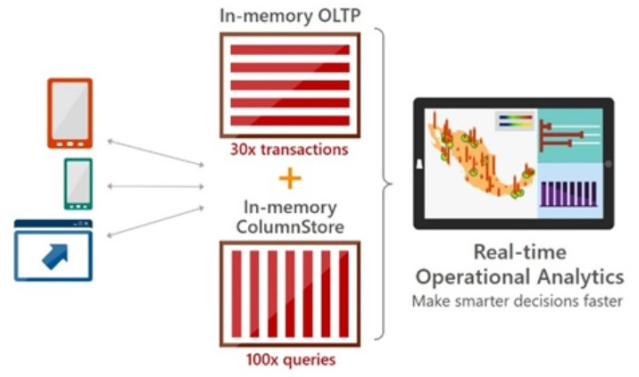 In-memory OLTP
30x transactions
+
In-memory
ColumnStore
100x queries
Real-time
Operational Analytics
Make smarter decisions faster